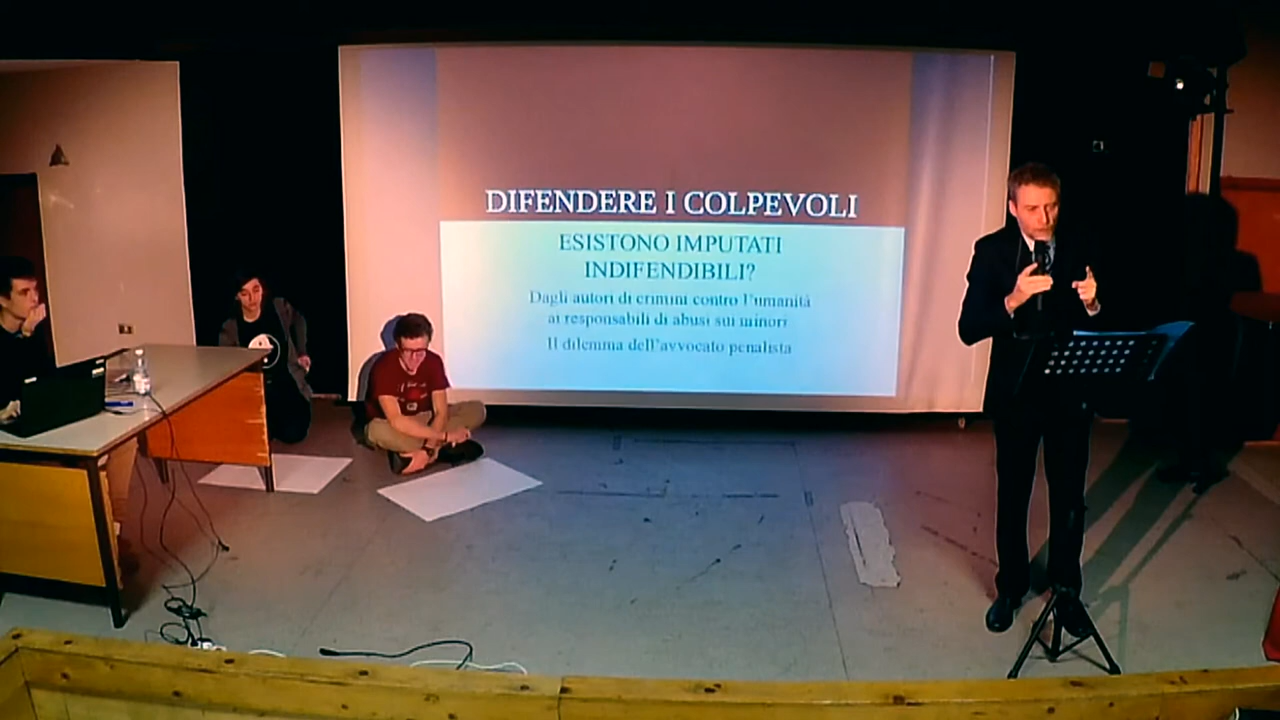 DIFENDERE I COLPEVOLI
ESISTONO IMPUTATI
INDIFENDIBILI?
Dagli autori di crimini contro l'umanità
ai responsabili di abusi sui minori
Il dilemma dell'avvocato penalista